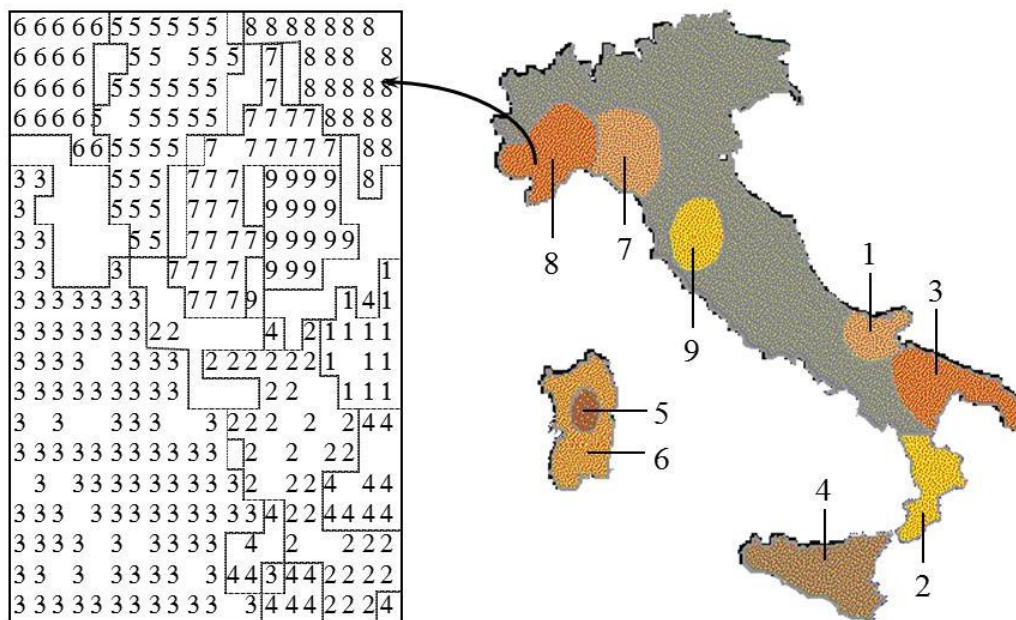 6 6 6 6 6 5 5 5 5 5 5 8 8 8 8 8 8 8
6 6 6 6 5 5 5 5 5 7 8 8 8 8
6 6 6 6 5 5 5 5 5 5 7 8 8 8 8 8
6 6 6 6 5 5 5 5 5 5 7 7 7 7 8 8 8 8
6 6 5 5 5 5 7 7 7 7 7 7 8 8
3 3 5 5 5 7 7 7 9 9 9 9 8
3 5 5 5 7 7 7 9 9 9 9
3 3 5 5 7 7 7 7 9 9 9 9 9
3 3 3 7 7 7 7 9 9 9 1
3 3 3 3 3 3 3 7 7 7 9 1 4 1
3 3 3 3 3 3 3 2 2 4 2 1 1 1 1
3 3 3 3 3 3 3 2 2 2 2 2 2 1 1 1
3 3 3 3 3 3 3 3 2 2 1 1 1
3 3 3 3 3 3 2 2 2 2 2 4 4
3 3 3 3 3 3 3 3 3 3 3 2 2 2 2
3 3 3 3 3 3 3 3 3 3 2 2 2 4 4 4
3 3 3 3 3 3 3 3 3 3 3 4 2 2 4 4 4 4
3 3 3 3 3 3 3 3 3 4 2 2 2 2
3 3 3 3 3 3 3 3 4 4 3 4 4 2 2 2 2
3 3 3 3 3 3 3 3 3 3 3 4 4 4 2 2 2 4
8
7
9
1
3
5
6
4
2